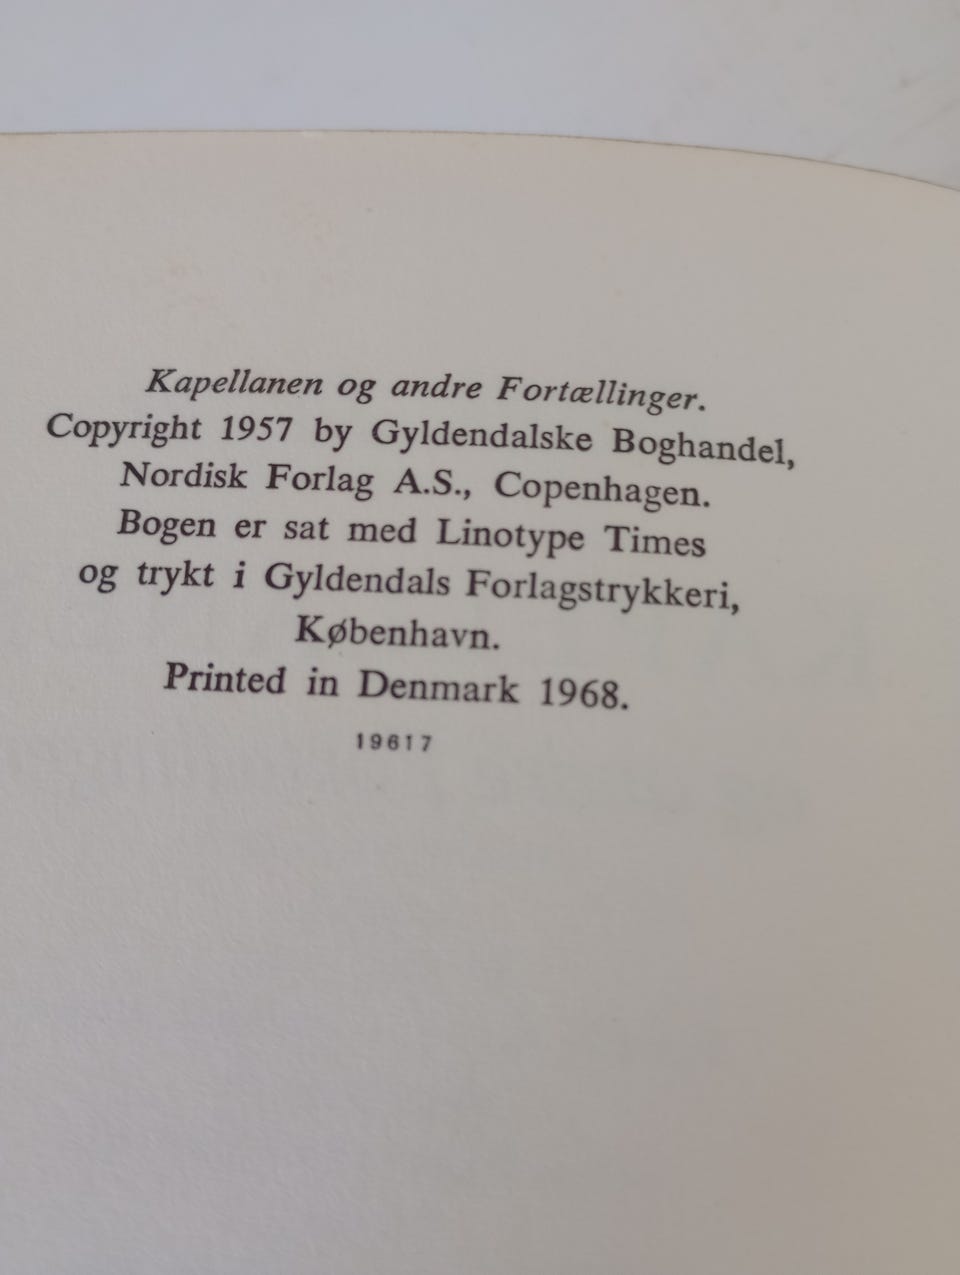 Kapellanen og andre Fortællinger.
Copyright 1957 by Gyldendalske Boghandel,
Nordisk Forlag A.S., Copenhagen.
Bogen er sat med Linotype Times
og trykt i Gyldendals Forlagstrykkeri,
København.
Printed in Denmark 1968.
19617